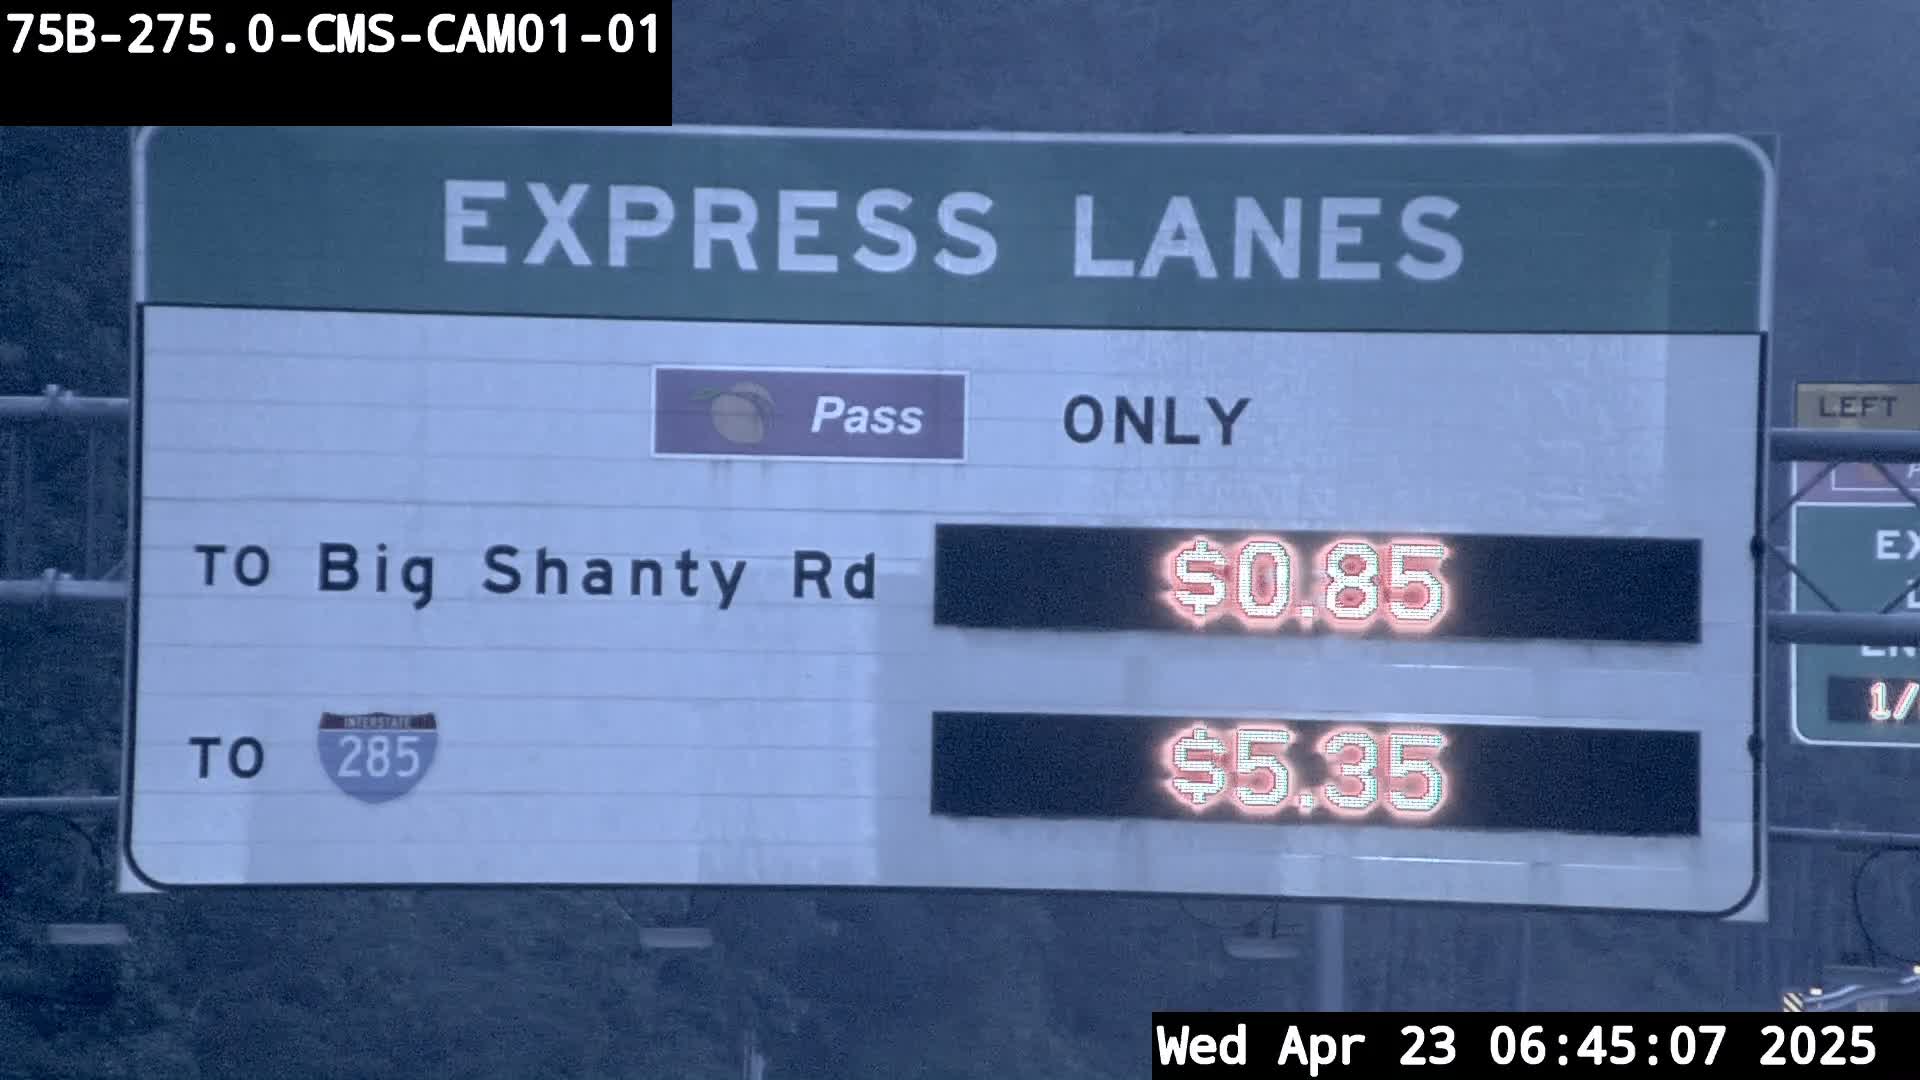 75B-275.0-CMS-CAM01-01
EXPRESS LANES
Pass ONLY
TO Big Shanty Rd $0.85
TO INTERSTATE 285 $5.35
LEFT
1/
Wed Apr 23 06:45:07 2025